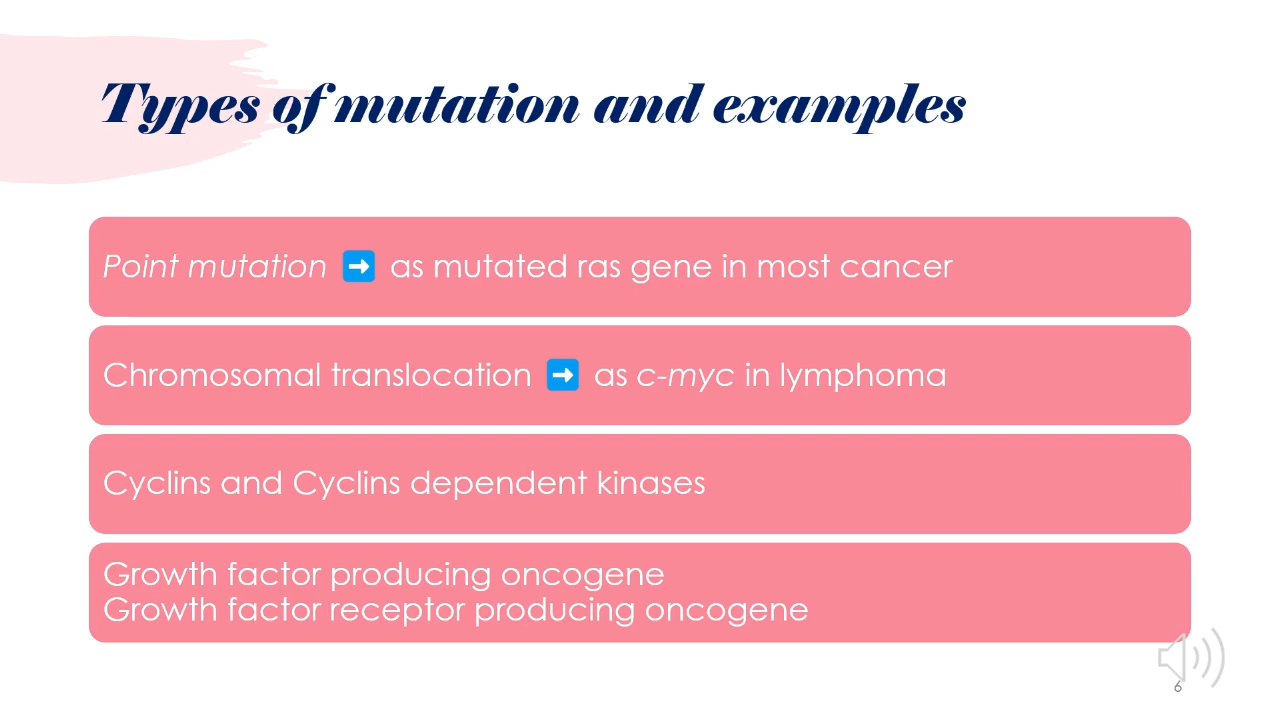 Types of mutation and examples
Point mutation ➡ as mutated ras gene in most cancer
Chromosomal translocation ➡ as c-myc in lymphoma
Cyclins and Cyclins dependent kinases
Growth factor producing oncogene
Growth factor receptor producing oncogene
6